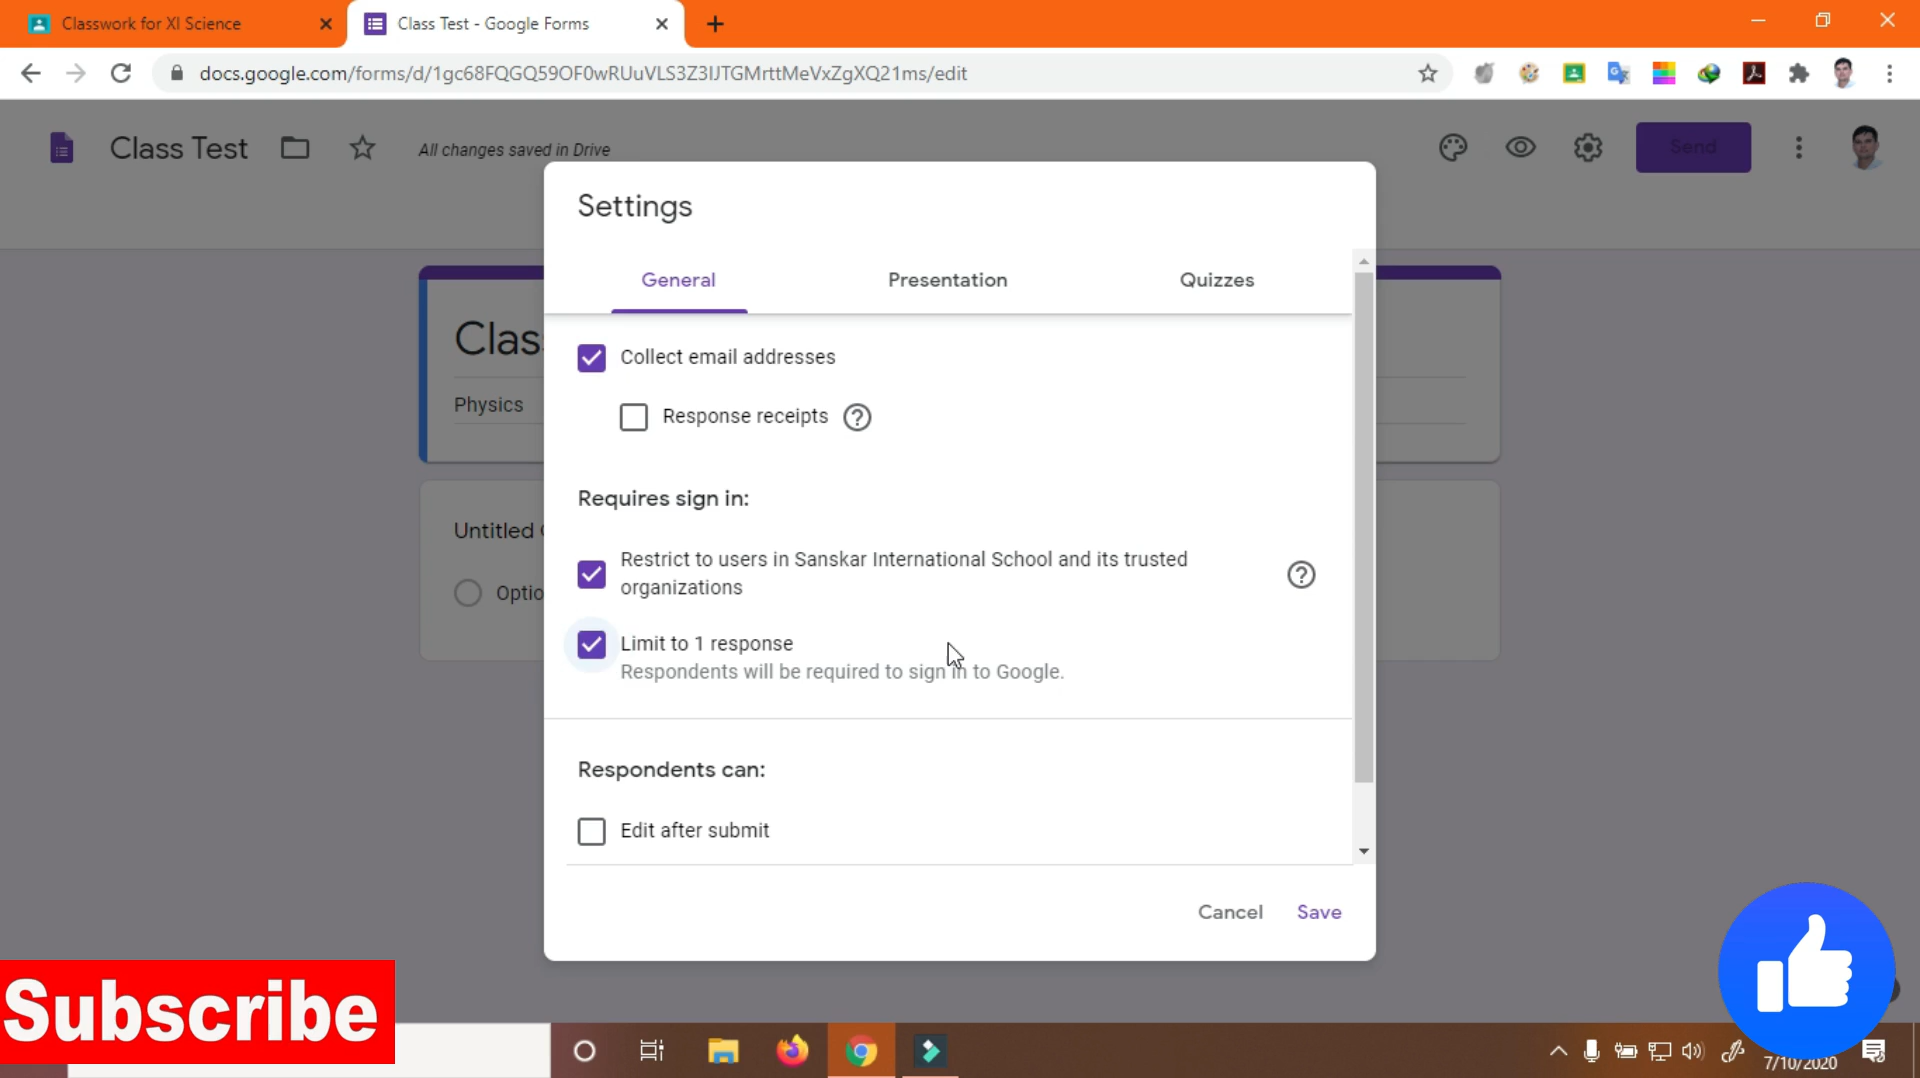 Classwork for XI Science
Class Test - Google Forms
docs.google.com/forms/d/1gc68FQGQ59OF0wRUuVLS3Z3IJTGMrttMeVxZgXQ21ms/edit
Class Test
All changes saved in Drive
Send
Settings
General
Presentation
Quizzes
Clas
Physics
Collect email addresses
Response receipts
Requires sign in:
Untitled
Restrict to users in Sanskar International School and its trusted
organizations
Optio
Limit to 1 response
Respondents will be required to sign in to Google.
Respondents can:
Edit after submit
Cancel
Save
Subscribe
7/10/2020